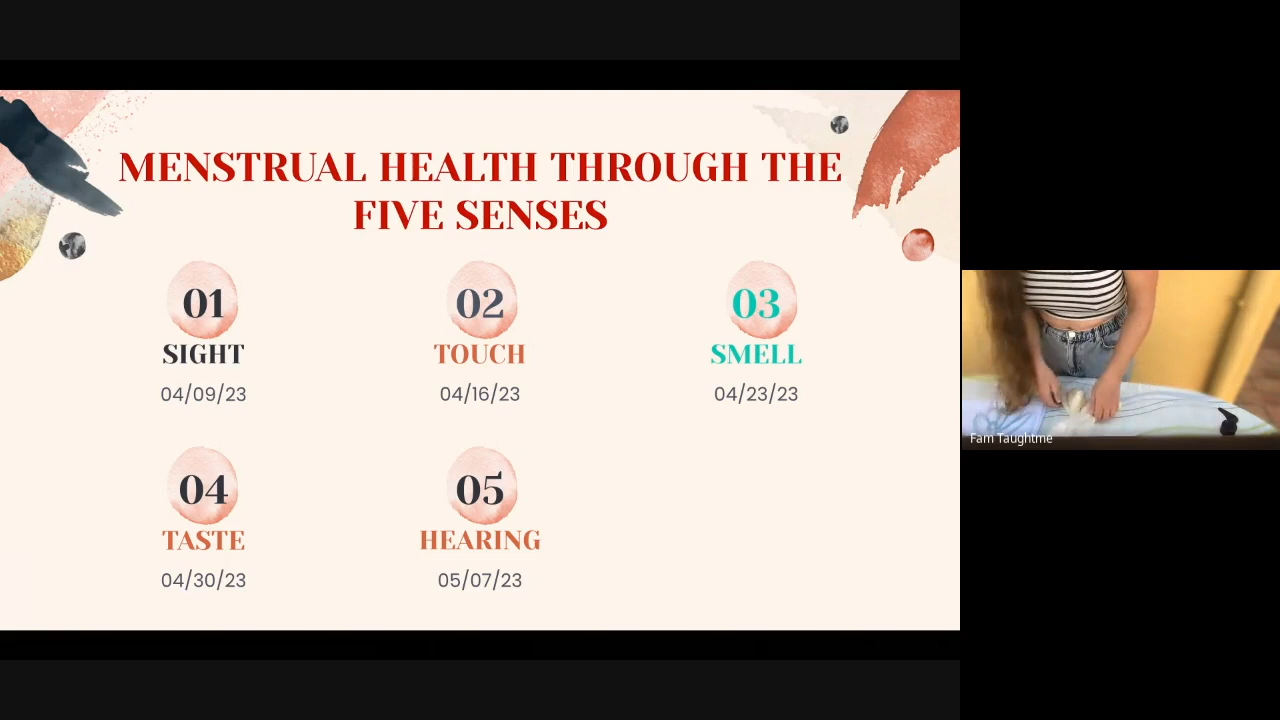 MENSTRUAL HEALTH THROUGH THE
FIVE SENSES
01
SIGHT
04/09/23
02
TOUCH
04/16/23
03
SMELL
04/23/23
04
TASTE
04/30/23
05
HEARING
05/07/23
Fam Taughtme